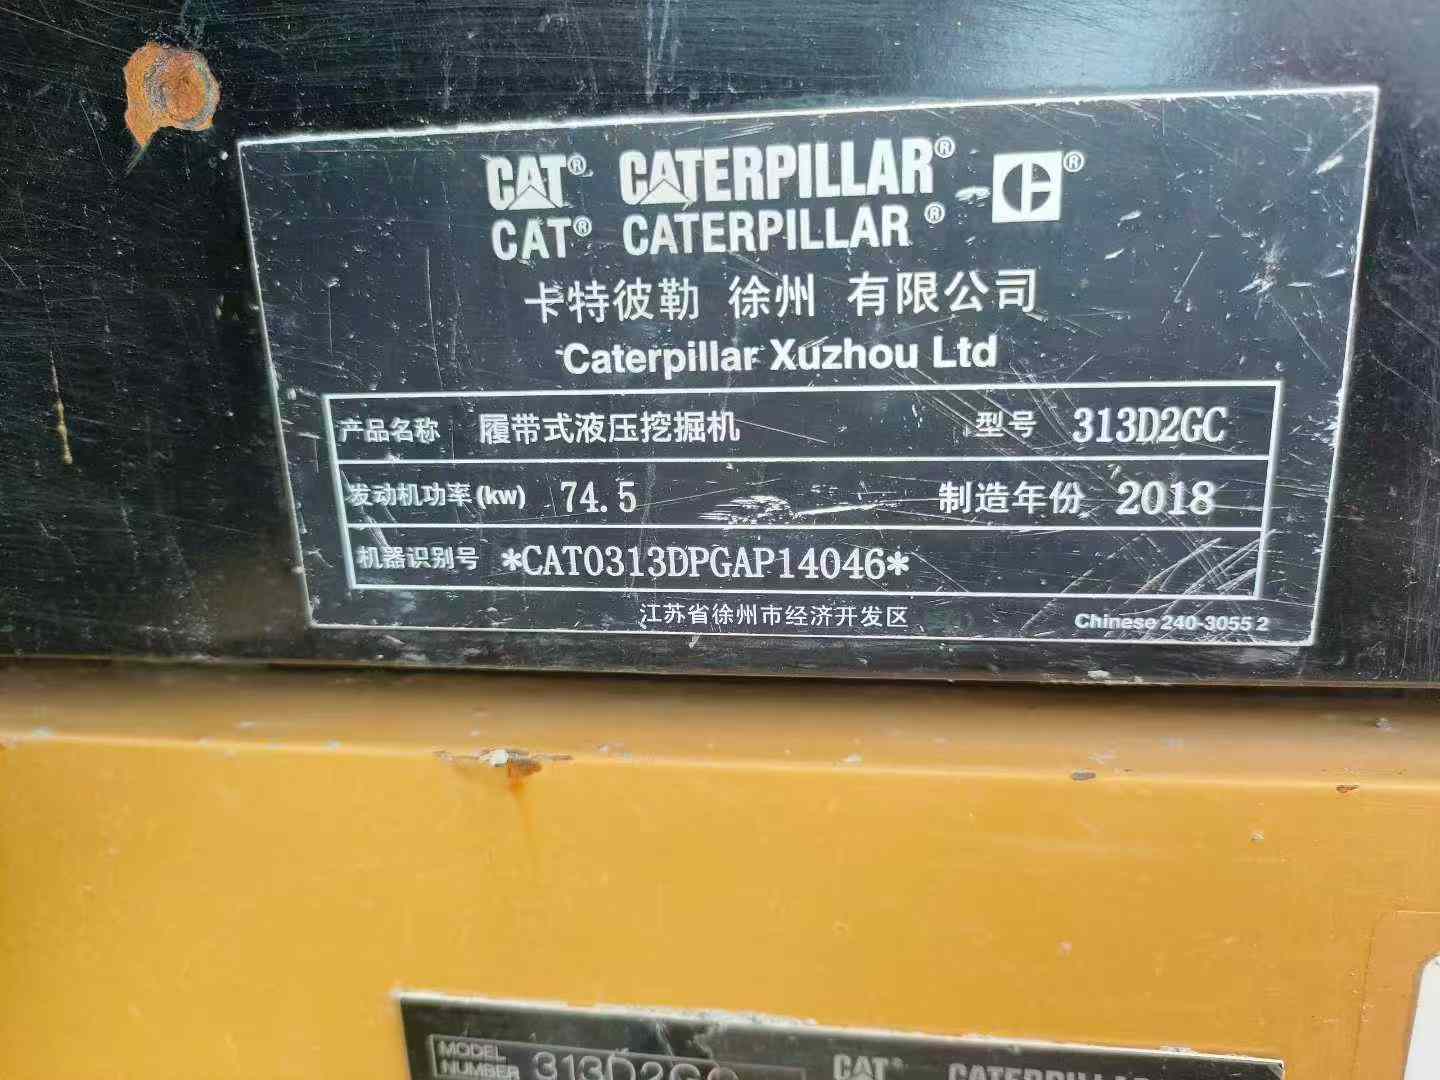 CAT® CATERPILLAR®
CAT® CATERPILLAR®
卡特彼勒 徐州 有限公司
Caterpillar Xuzhou Ltd
产品名称 履带式液压挖掘机 型号 313D2GC
发动机功率(kw) 74.5 制造年份 2018
机器识别号 *CAT0313DPGAP14046*
江苏省徐州市经济开发区 Chinese 240-3055 2
MODEL NUMBER 313D2GC CAT® CATERPILLAR